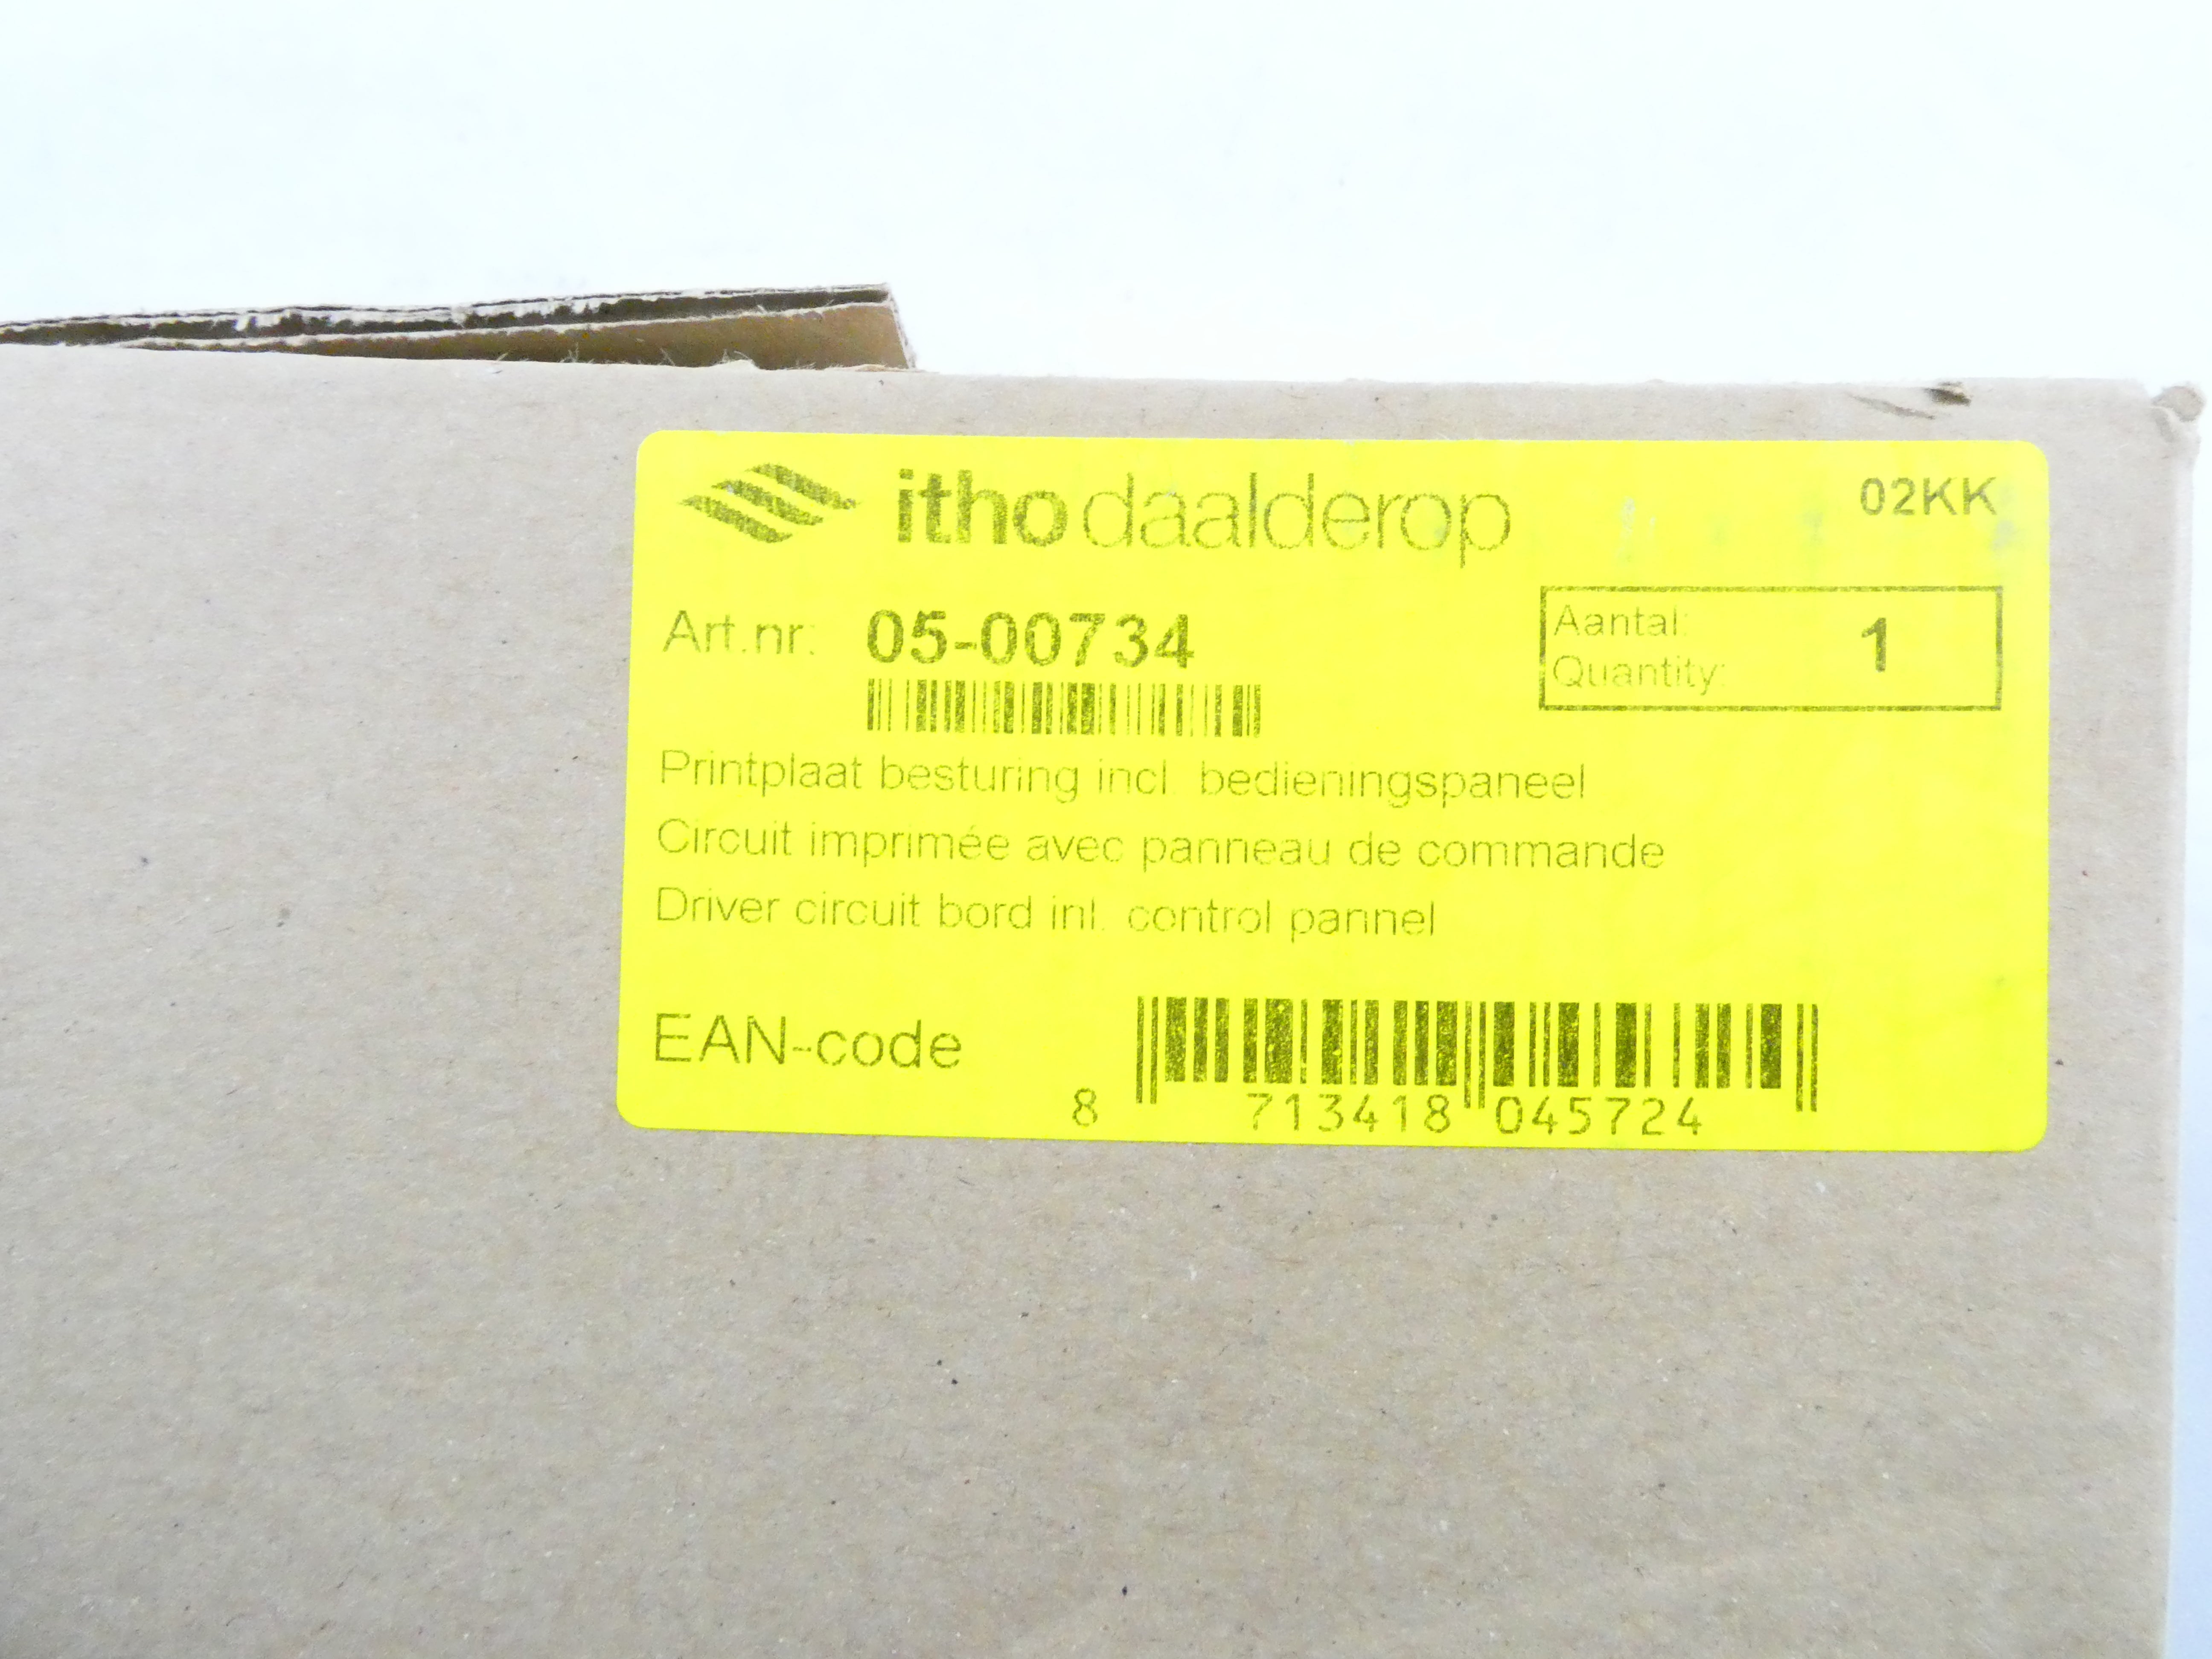 ithodaalderop
02KK
Art.nr: 05-00734
Aantal:
Quantity: 1
Printplaat besturing incl. bedieningspaneel
Circuit imprimée avec panneau de commande
Driver circuit bord inl. control pannel
EAN-code
8 713418 045724